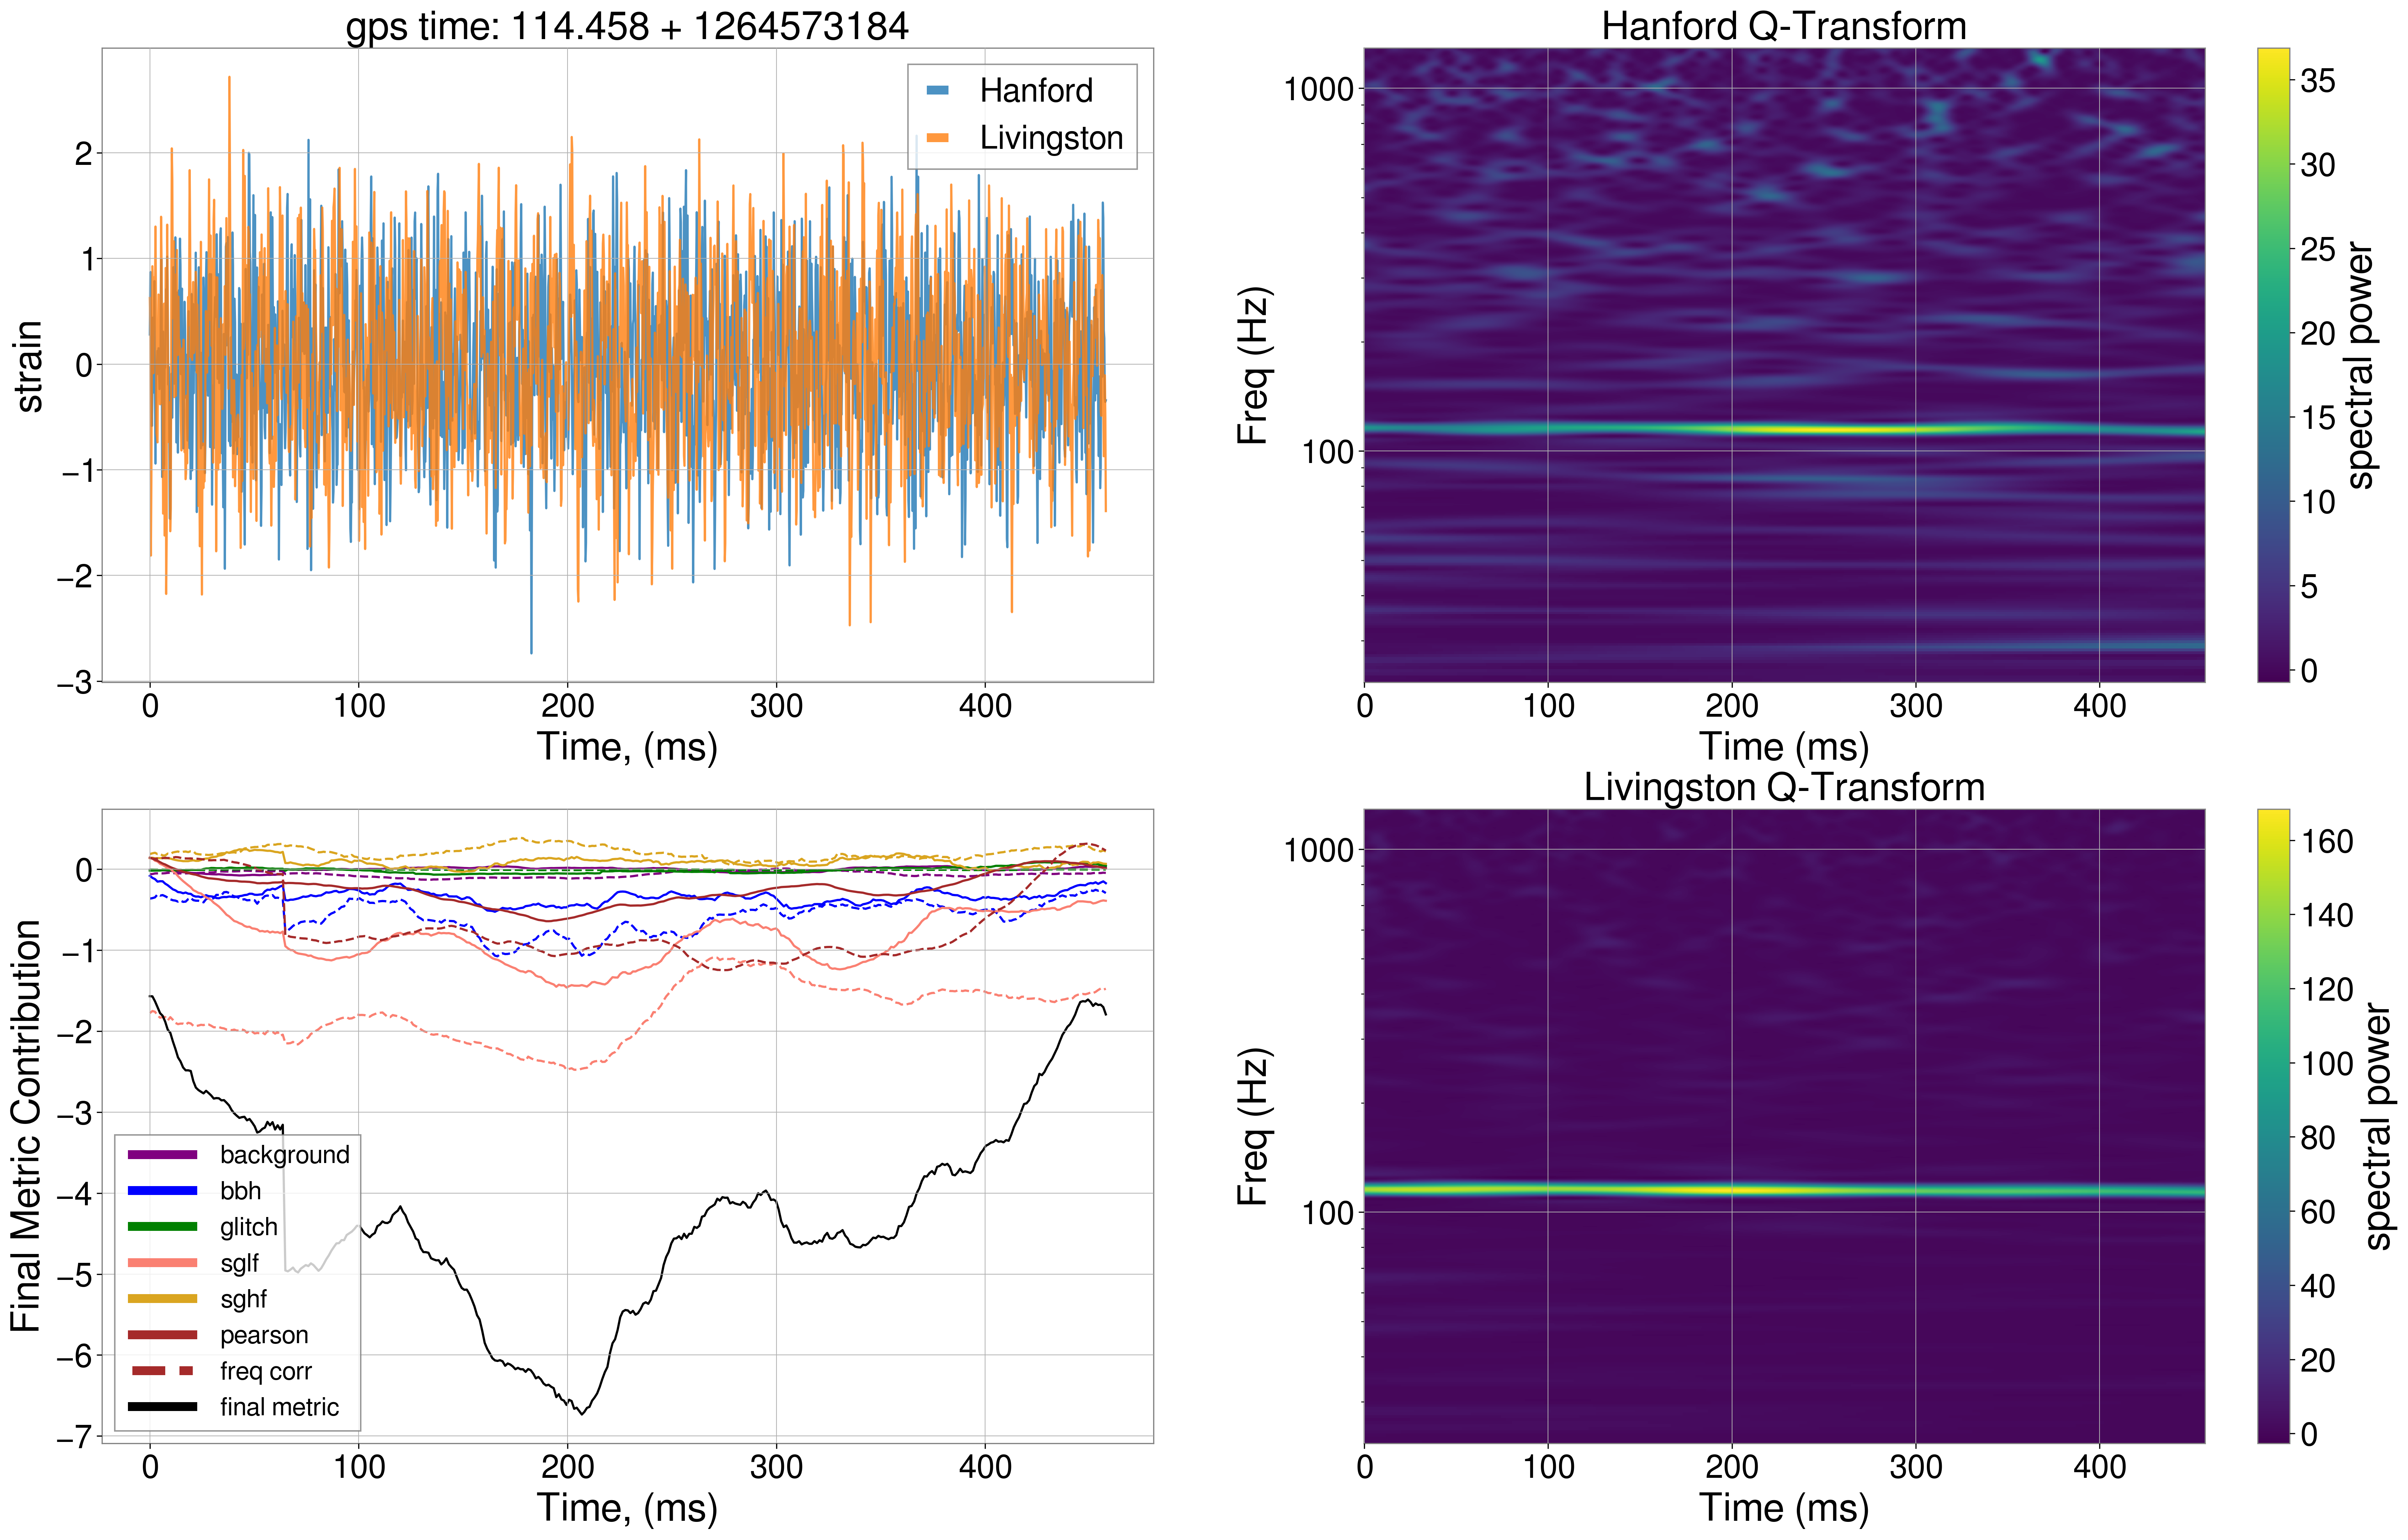 gps time: 114.458 + 1264573184
strain
2
1
0
−1
−2
−3
0 100 200 300 400
Time, (ms)
Hanford
Livingston
Hanford Q-Transform
Freq (Hz)
1000
100
0 100 200 300 400
Time (ms)
35
30
25
20
15
10
5
0
spectral power
Final Metric Contribution
0
−1
−2
−3
−4
−5
−6
−7
0 100 200 300 400
Time, (ms)
background
bbh
glitch
sglf
sghf
pearson
freq corr
final metric
Livingston Q-Transform
Freq (Hz)
1000
100
0 100 200 300 400
Time (ms)
160
140
120
100
80
60
40
20
0
spectral power